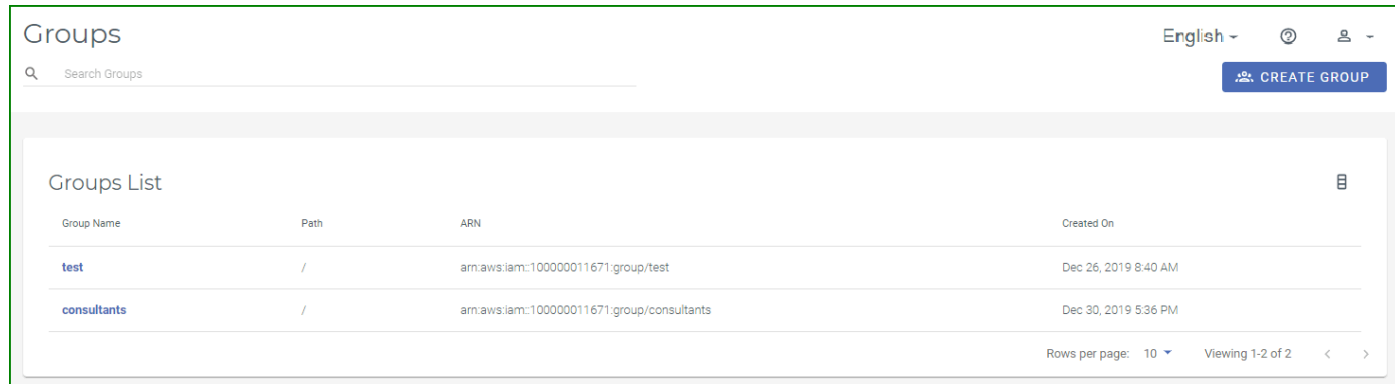 Groups
English
Search Groups
CREATE GROUP
Groups List
Group Name Path ARN Created On
test / arn:aws:iam::100000011671:group/test Dec 26, 2019 8:40 AM
consultants / arn:aws:iam::100000011671:group/consultants Dec 30, 2019 5:36 PM
Rows per page: 10 Viewing 1-2 of 2 < >